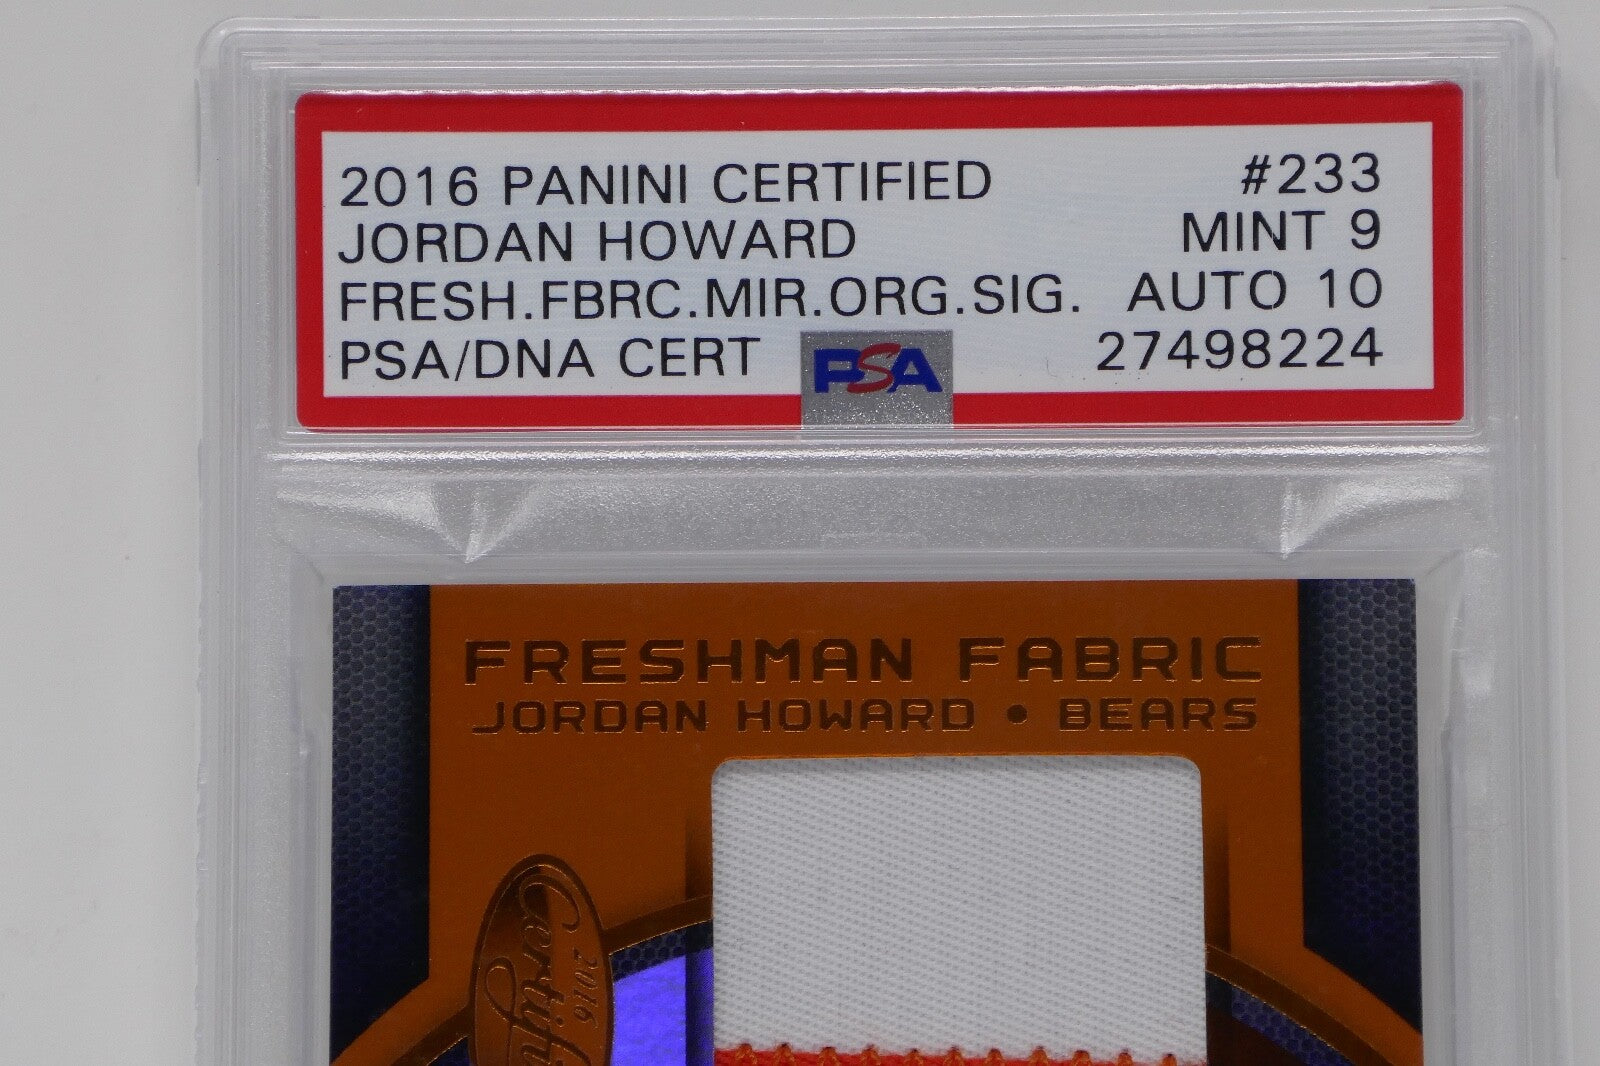 2016 PANINI CERTIFIED #233
JORDAN HOWARD MINT 9
FRESH.FBRC.MIR.ORG.SIG. AUTO 10
PSA/DNA CERT PSA 27498224
FRESHMAN FABRIC
JORDAN HOWARD • BEARS
2016